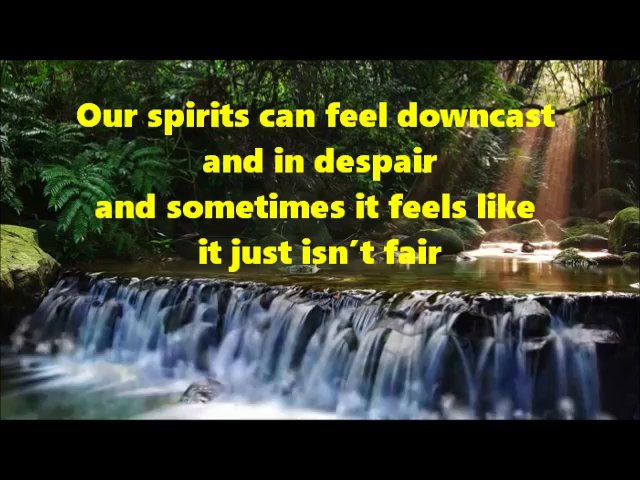 Our spirits can feel downcast
and in despair
and sometimes it feels like
it just isn´t fair